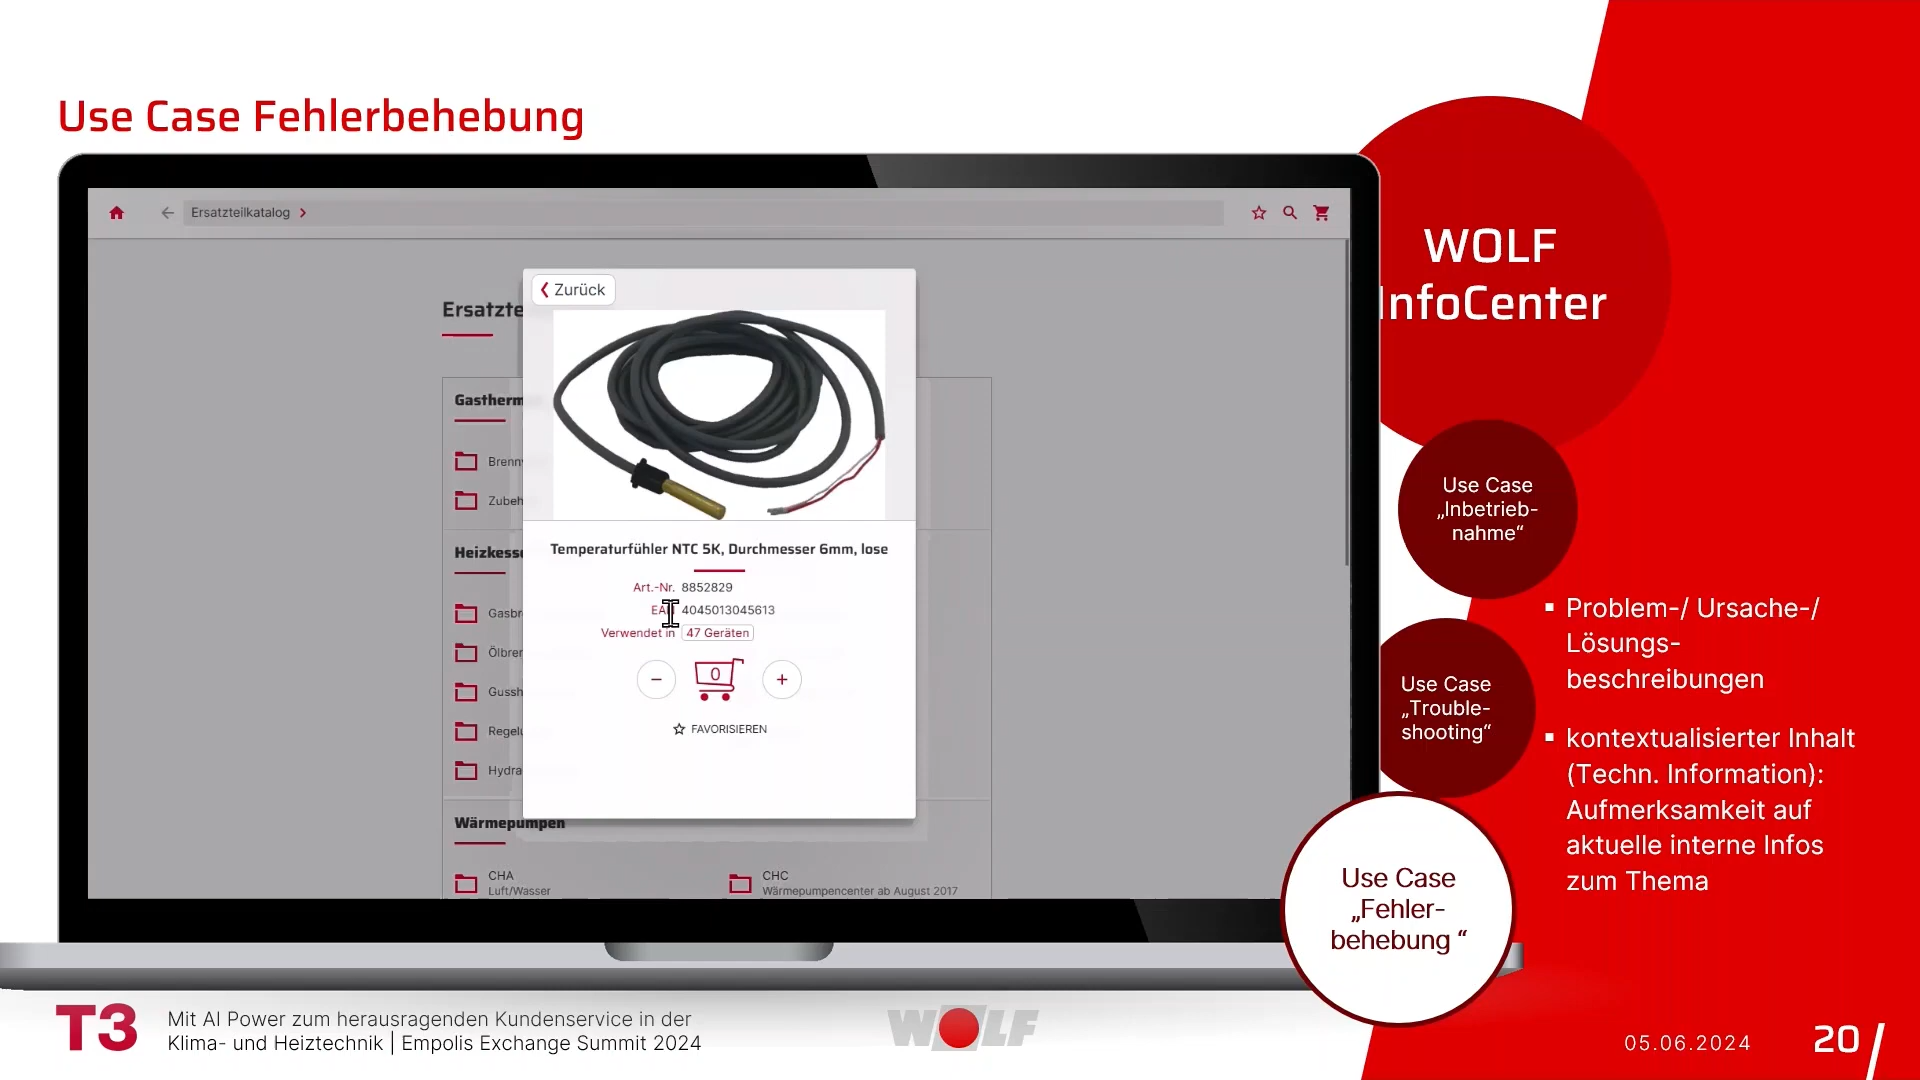 Use Case Fehlerbehebung
Ersatzteilkatalog
Zurück
Ersatzte
Gastherm
Brenn
Zubeh
Heizkesse
Gasbr
Ölbre
Gussh
Regel
Hydra
Wärmepumpen
CHA
Luft/Wasser
CHC
Wärmepumpencenter ab August 2017
Temperaturfühler NTC 5K, Durchmesser 6mm, lose
Art.-Nr. 8852829
EAN 4045013045613
Verwendet in 47 Geräten
− 0 +
FAVORISIEREN
WOLF
InfoCenter
Use Case
„Inbetrieb-
nahme“
Use Case
„Trouble-
shooting“
Use Case
„Fehler-
behebung “
▪ Problem-/ Ursache-/
Lösungs-
beschreibungen
▪ kontextualisierter Inhalt
(Techn. Information):
Aufmerksamkeit auf
aktuelle interne Infos
zum Thema
T3
Mit AI Power zum herausragenden Kundenservice in der
Klima- und Heiztechnik | Empolis Exchange Summit 2024
WOLF
05.06.2024
20 /